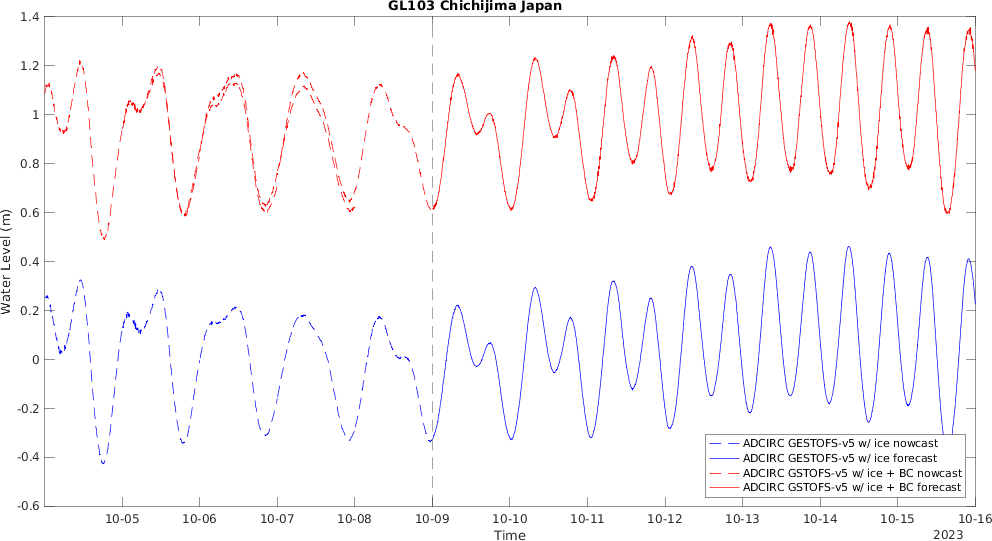 GL103 Chichijima Japan
1.4
1.2
1
0.8
0.6
0.4
0.2
0
-0.2
-0.4
-0.6
Water Level (m)
ADCIRC GESTOFS-v5 w/ ice nowcast
ADCIRC GESTOFS-v5 w/ ice forecast
ADCIRC GSTOFS-v5 w/ ice + BC nowcast
ADCIRC GSTOFS-v5 w/ ice + BC forecast
10-05 10-06 10-07 10-08 10-09 10-10 10-11 10-12 10-13 10-14 10-15 10-16
Time
2023